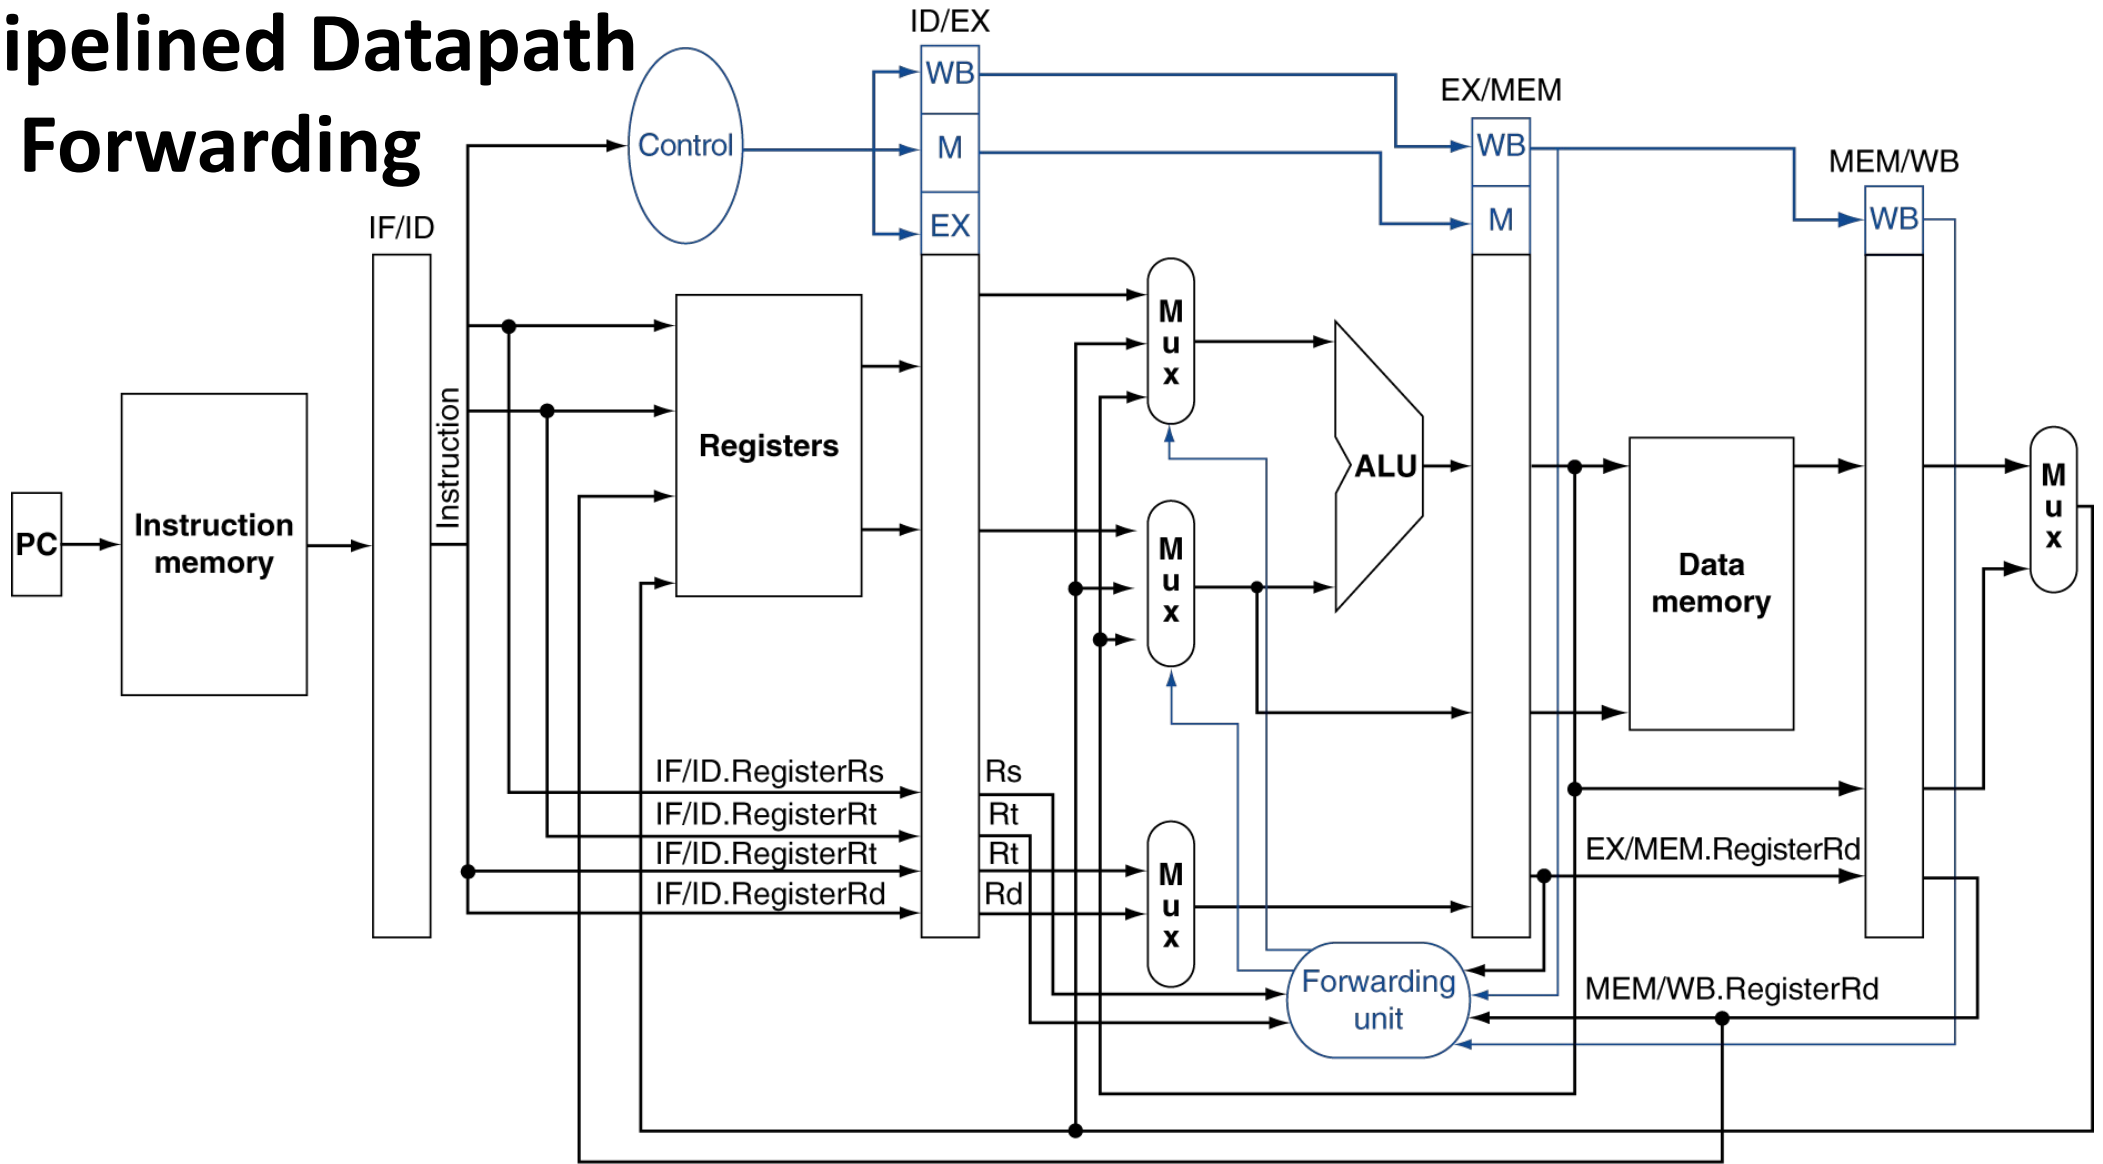 ipelined Datapath
Forwarding
ID/EX
WB
M
EX
Control
EX/MEM
WB
M
MEM/WB
WB
IF/ID
PC
Instruction
memory
Instruction
Registers
M
u
x
M
u
x
M
u
x
ALU
Data
memory
M
u
x
IF/ID.RegisterRs
IF/ID.RegisterRt
IF/ID.RegisterRt
IF/ID.RegisterRd
Rs
Rt
Rt
Rd
EX/MEM.RegisterRd
Forwarding
unit
MEM/WB.RegisterRd